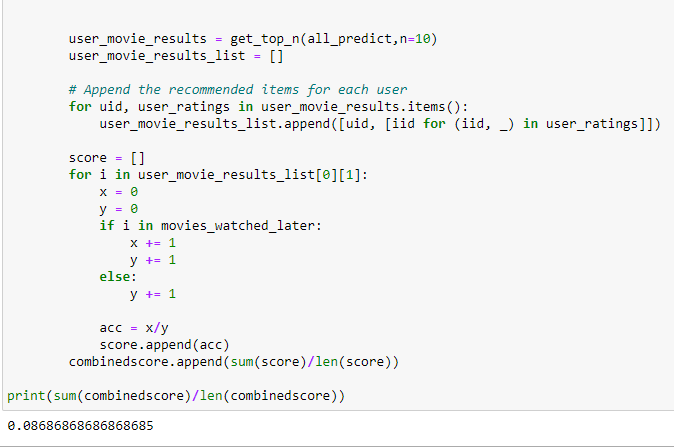 user_movie_results = get_top_n(all_predict,n=10)
user_movie_results_list = []
# Append the recommended items for each user
for uid, user_ratings in user_movie_results.items():
user_movie_results_list.append([uid, [iid for (iid, _) in user_ratings]])
score = []
for i in user_movie_results_list[0][1]:
x = 0
y = 0
if i in movies_watched_later:
x += 1
y += 1
else:
y += 1
acc = x/y
score.append(acc)
combinedscore.append(sum(score)/len(score))
print(sum(combinedscore)/len(combinedscore))
0.08686868686868685